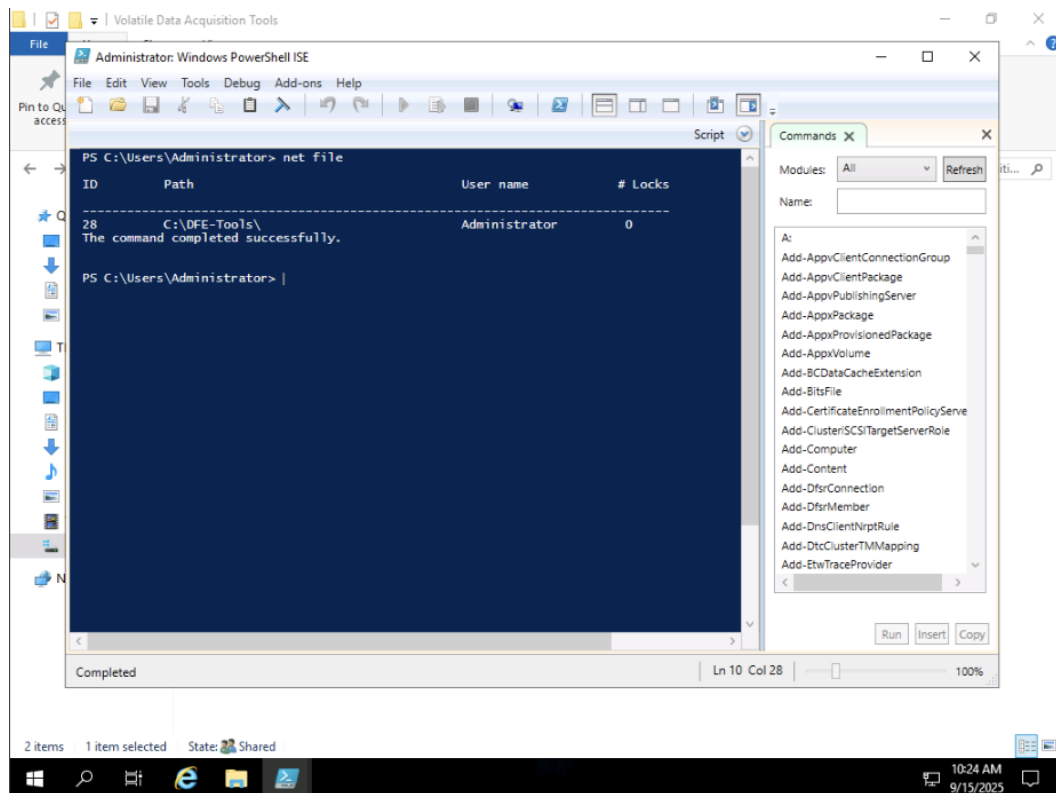 Volatile Data Acquisition Tools
File
Administrator: Windows PowerShell ISE
File Edit View Tools Debug Add-ons Help
Pin to Qu
access
Script
Commands
PS C:\Users\Administrator> net file
ID Path User name # Locks
-------------------------------------------------------------------------------
28 C:\DFE-Tools\ Administrator 0
The command completed successfully.
PS C:\Users\Administrator>
Modules: All Refresh
Name:
A:
Add-AppvClientConnectionGroup
Add-AppvClientPackage
Add-AppvPublishingServer
Add-AppxPackage
Add-AppxProvisionedPackage
Add-AppxVolume
Add-BCDataCacheExtension
Add-BitsFile
Add-CertificateEnrollmentPolicyServe
Add-ClusteriSCSITargetServerRole
Add-Computer
Add-Content
Add-DfsrConnection
Add-DfsrMember
Add-DnsClientNrptRule
Add-DtcClusterTMMapping
Add-EtwTraceProvider
Run Insert Copy
Completed
Ln 10 Col 28
100%
2 items 1 item selected State: Shared
10:24 AM
9/15/2025